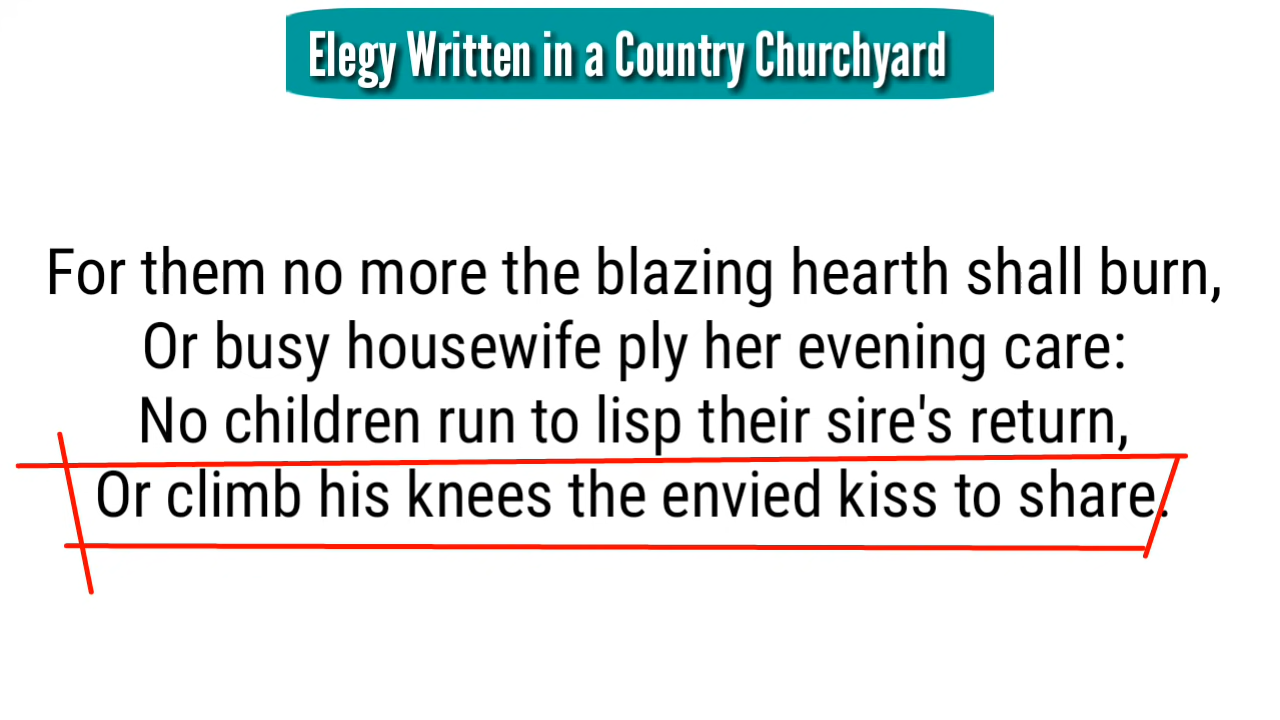 Elegy Written in a Country Churchyard
For them no more the blazing hearth shall burn,
Or busy housewife ply her evening care:
No children run to lisp their sire's return,
Or climb his knees the envied kiss to share.